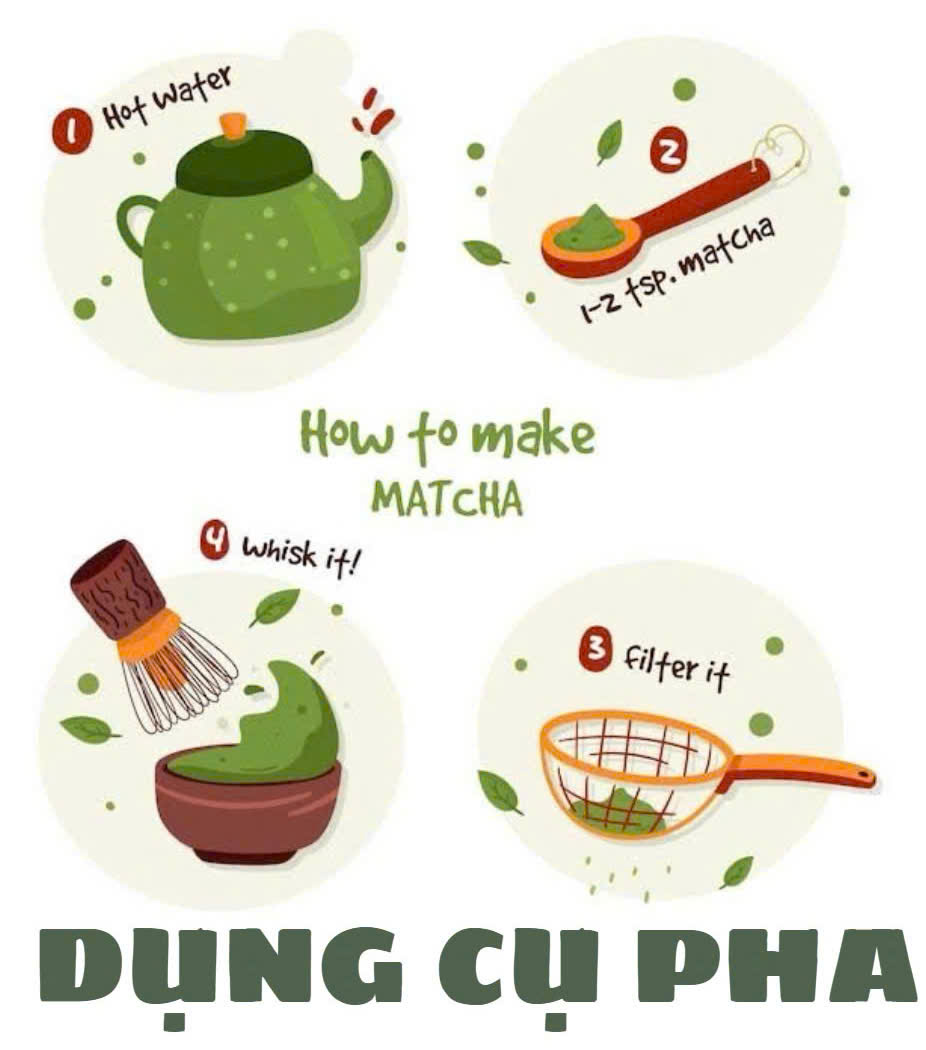 1 Hot Water
2
1-2 tsp. matcha
How to make
MATCHA
3 filter it
4 whisk it!
DỤNG CỤ PHA